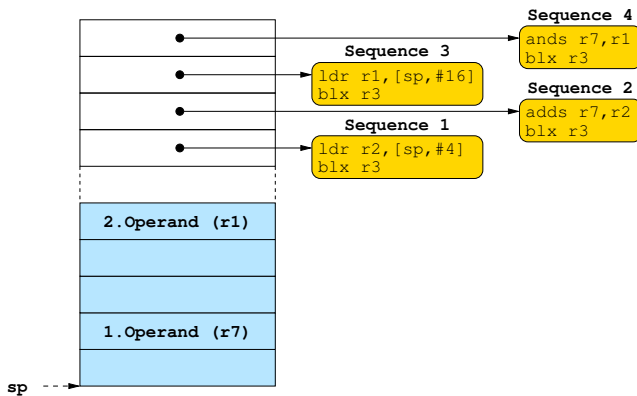 Sequence 4
ands r7,r1
blx r3
Sequence 3
ldr r1,[sp,#16]
blx r3
Sequence 2
adds r7,r2
blx r3
Sequence 1
ldr r2,[sp,#4]
blx r3
2.Operand (r1)
1.Operand (r7)
sp